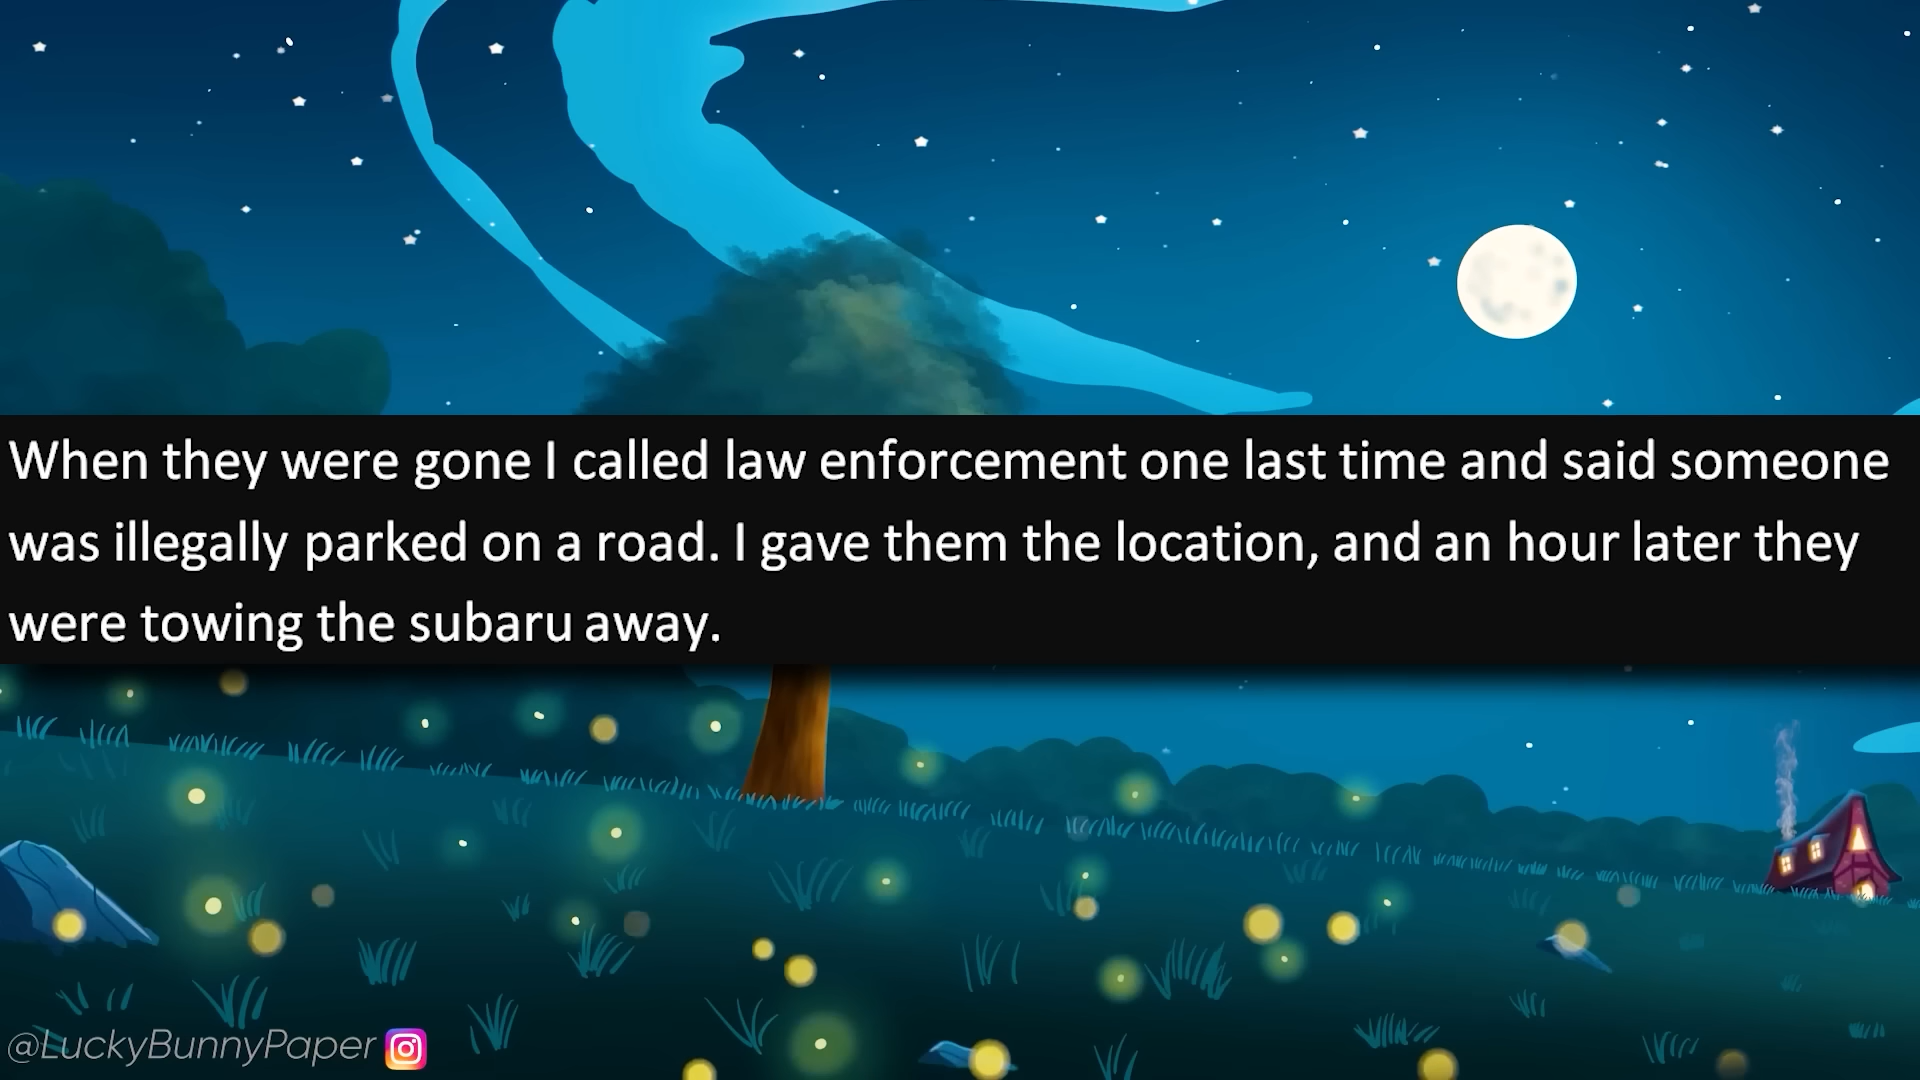 When they were gone I called law enforcement one last time and said someone
was illegally parked on a road. I gave them the location, and an hour later they
were towing the subaru away.
@LuckyBunnyPaper